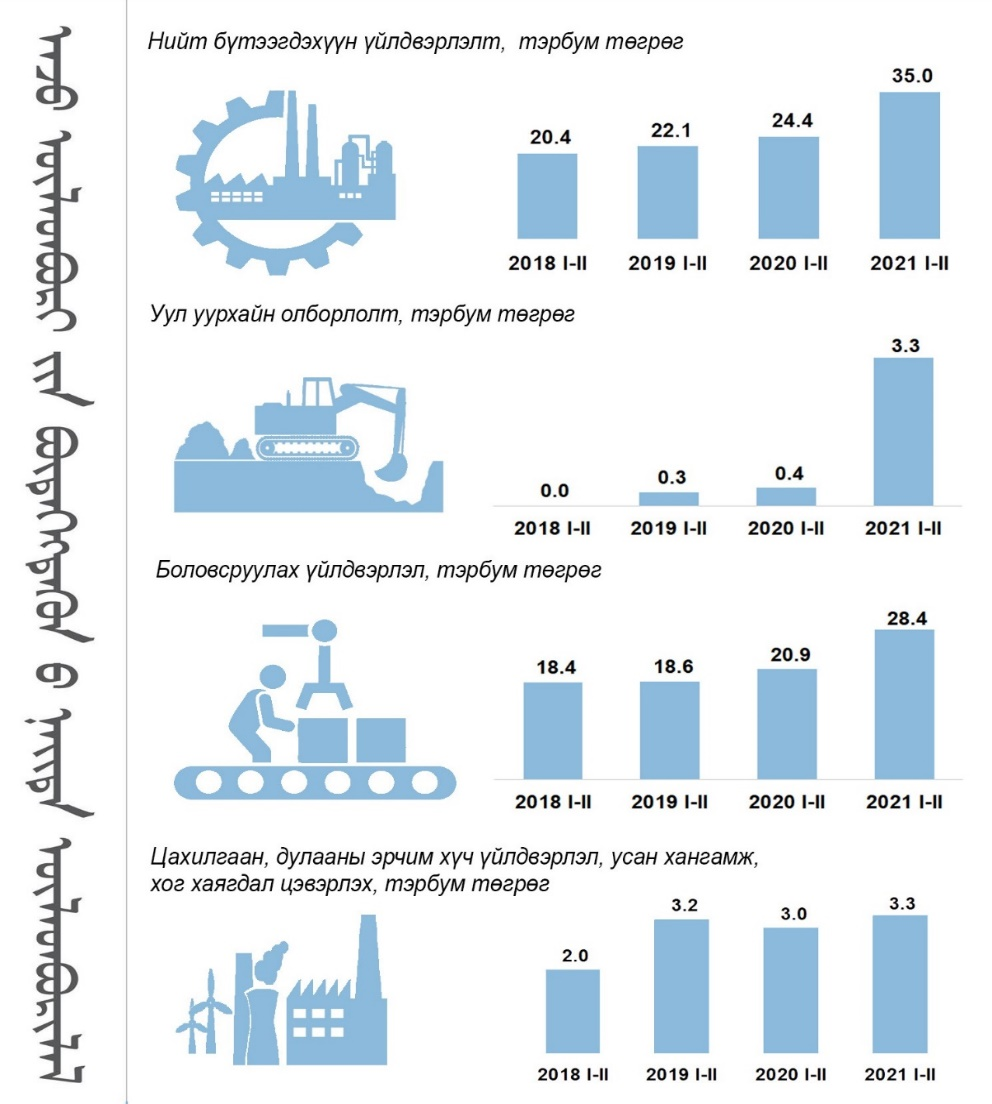 Нийт бүтээгдэхүүн үйлдвэрлэлт, тэрбум төгрөг
20.4 22.1 24.4 35.0
2018 I-II 2019 I-II 2020 I-II 2021 I-II
Уул уурхайн олборлолт, тэрбум төгрөг
0.0 0.3 0.4 3.3
2018 I-II 2019 I-II 2020 I-II 2021 I-II
Боловсруулах үйлдвэрлэл, тэрбум төгрөг
18.4 18.6 20.9 28.4
2018 I-II 2019 I-II 2020 I-II 2021 I-II
Цахилгаан, дулааны эрчим хүч үйлдвэрлэл, усан хангамж,
хог хаягдал цэвэрлэх, тэрбум төгрөг
2.0 3.2 3.0 3.3
2018 I-II 2019 I-II 2020 I-II 2021 I-II